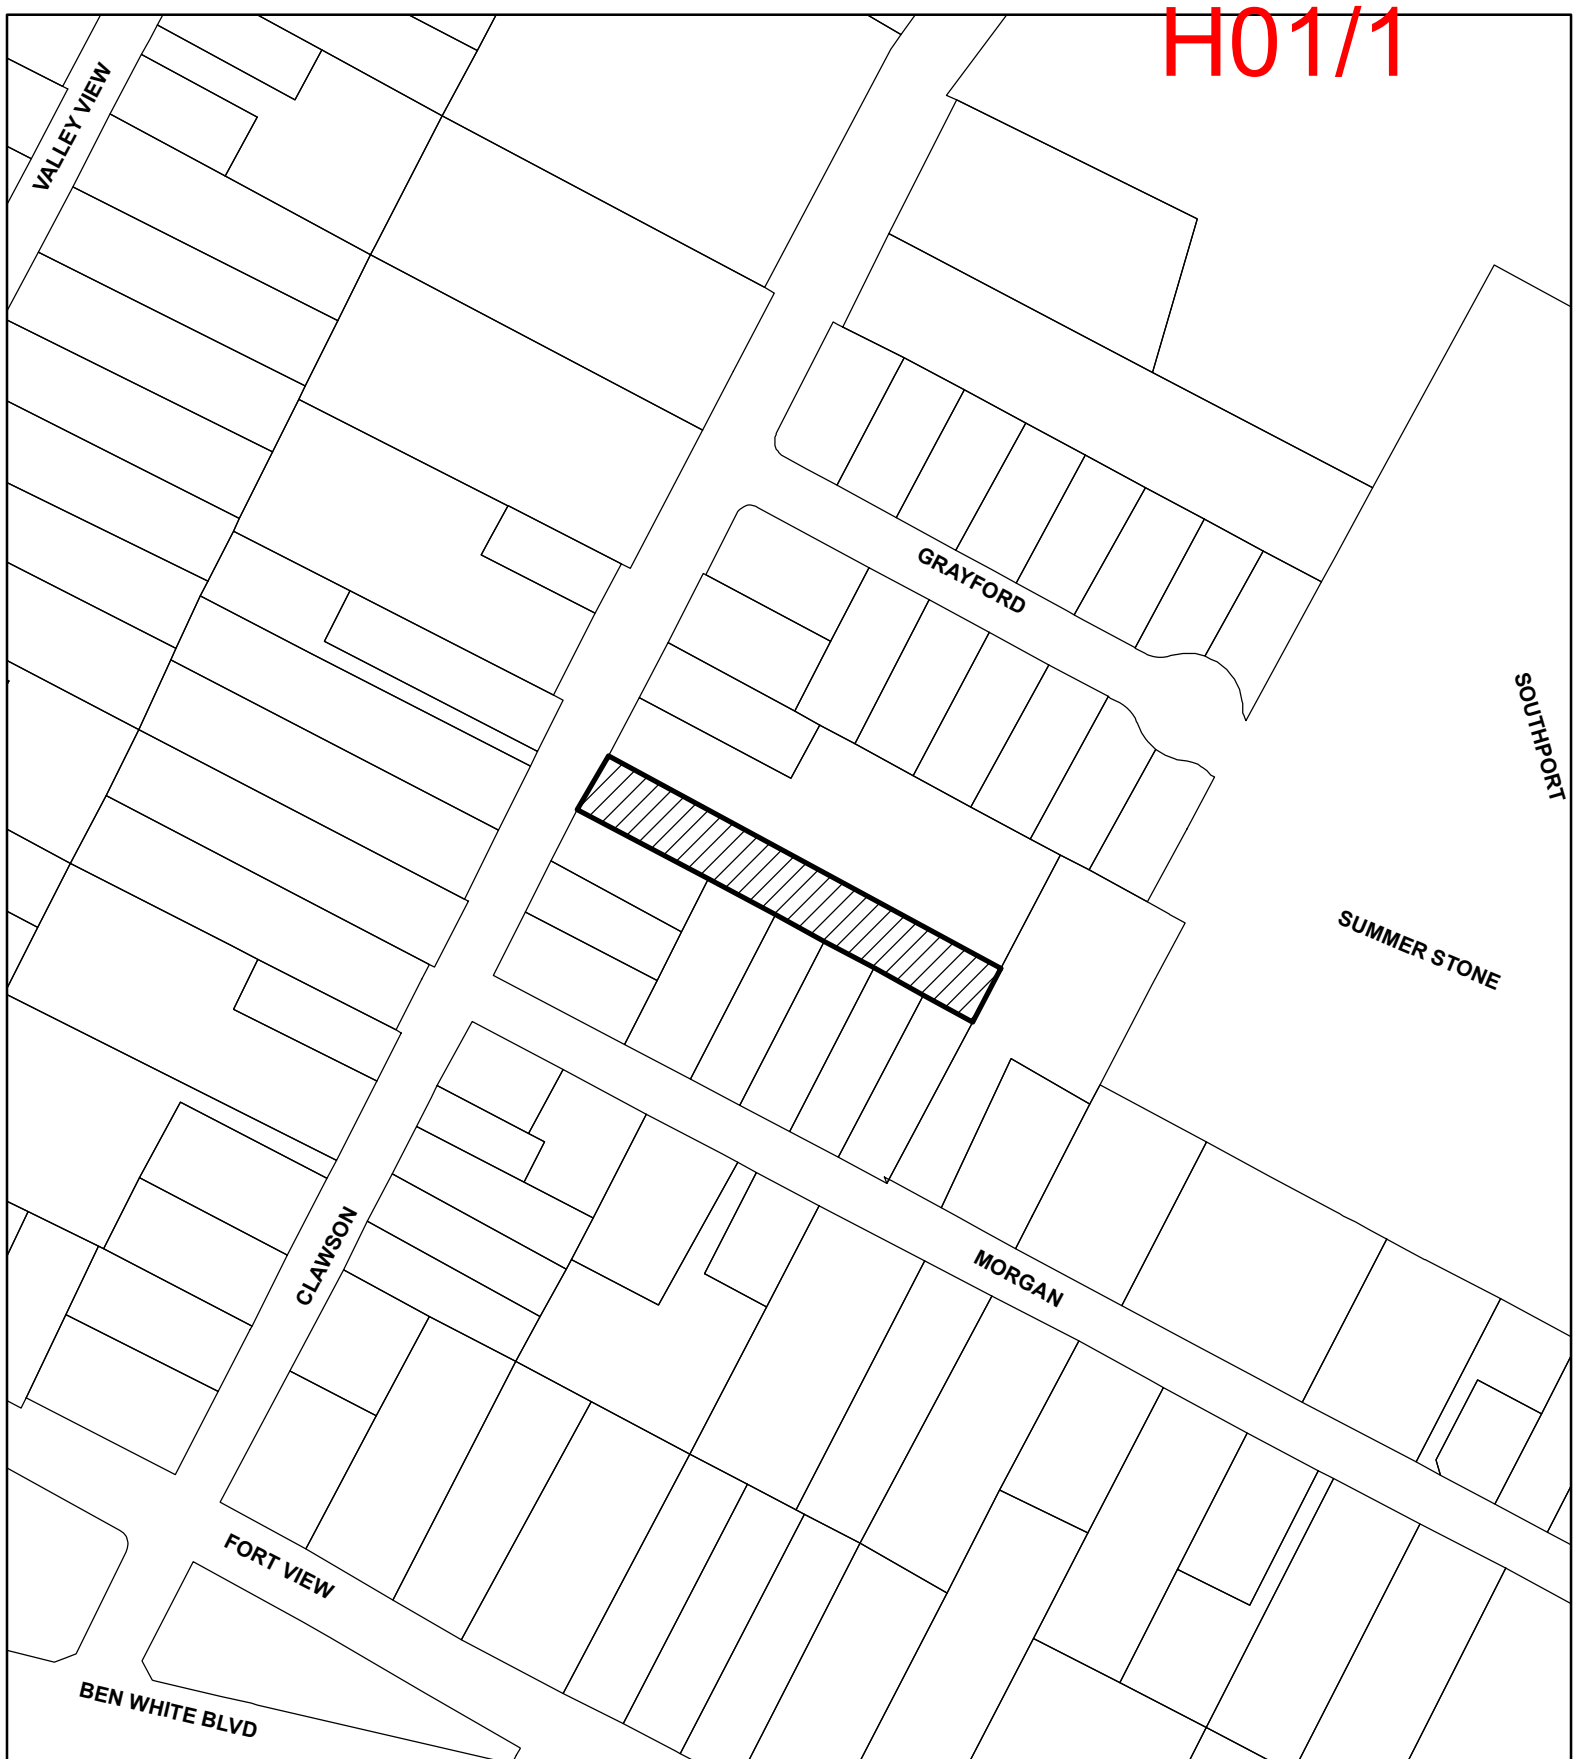 H01/1
VALLEY VIEW
GRAYFORD
SOUTHPORT
SUMMER STONE
CLAWSON
MORGAN
FORT VIEW
BEN WHITE BLVD